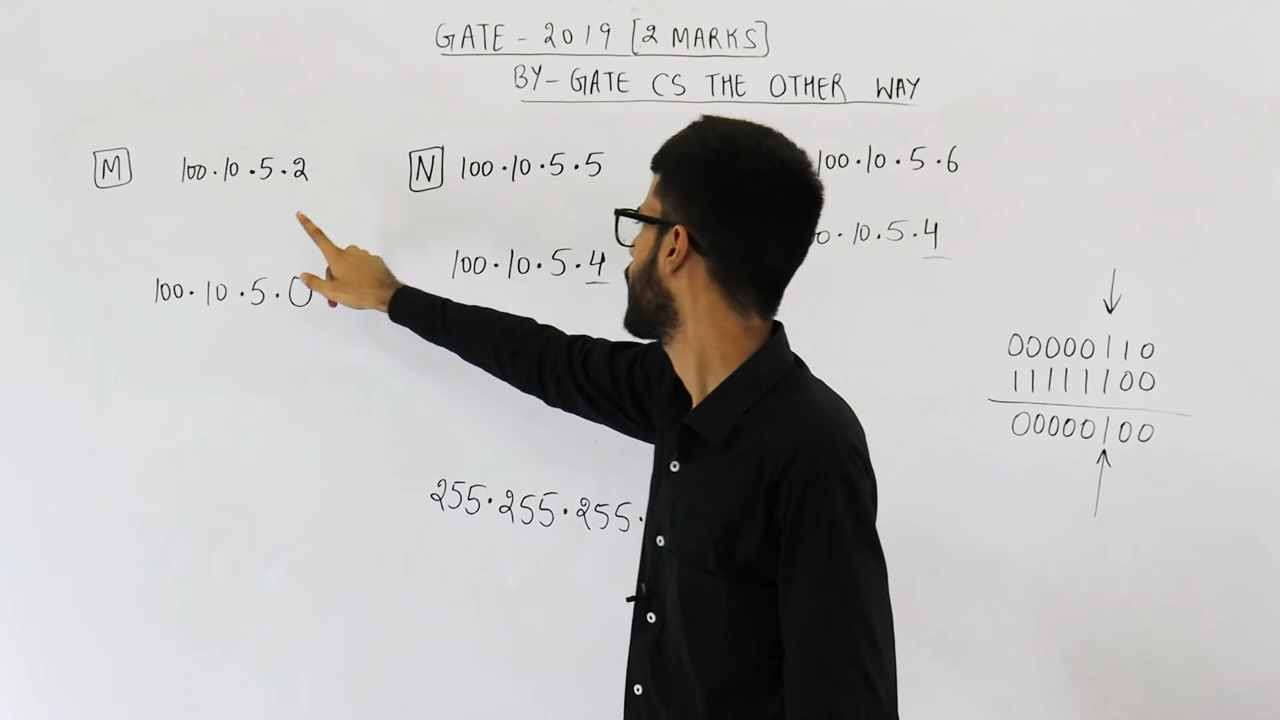 GATE - 2019 [2 MARKS]
BY - GATE CS THE OTHER WAY
M 100.10.5.2 N 100.10.5.5 100.10.5.6
100.10.5.0 100.10.5.4 0.10.5.4
255.255.255.
00000110
11111100
00000100